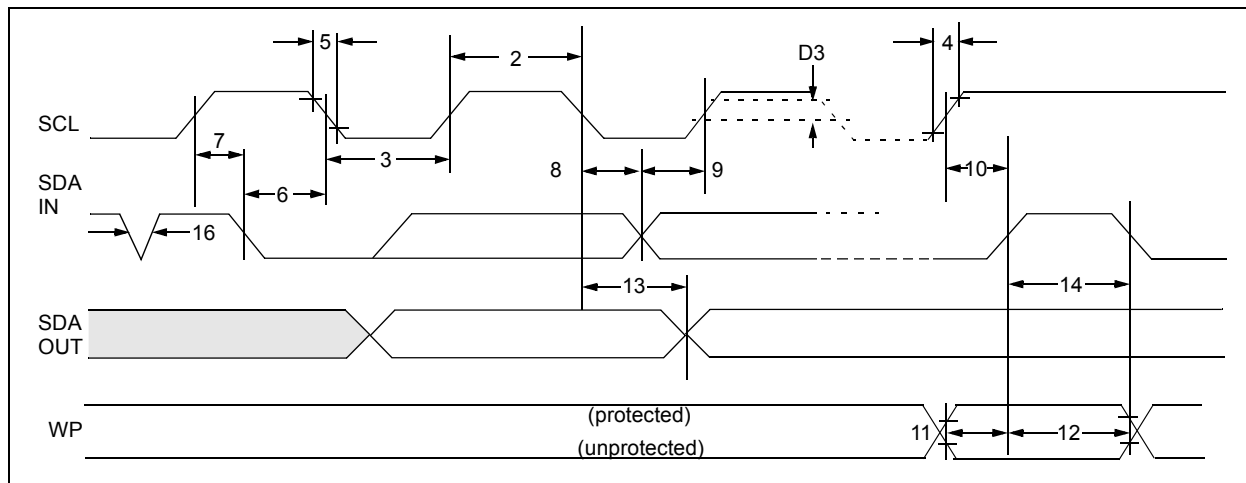 5
2
D3
4
SCL
7
3
8
9
10
SDA
IN
6
16
13
14
SDA
OUT
WP
(protected)
(unprotected)
11
12